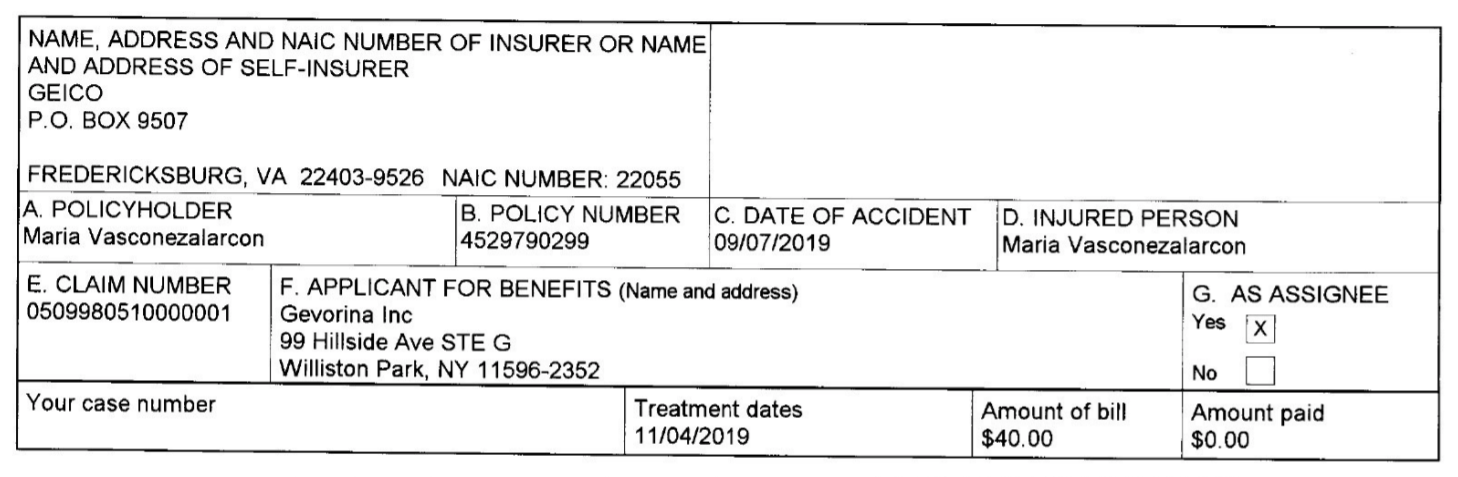 NAME, ADDRESS AND NAIC NUMBER OF INSURER OR NAME
AND ADDRESS OF SELF-INSURER
GEICO
P.O. BOX 9507
FREDERICKSBURG, VA 22403-9526 NAIC NUMBER: 22055
A. POLICYHOLDER
Maria Vasconezalarcon
B. POLICY NUMBER
4529790299
C. DATE OF ACCIDENT
09/07/2019
D. INJURED PERSON
Maria Vasconezalarcon
E. CLAIM NUMBER
0509980510000001
F. APPLICANT FOR BENEFITS (Name and address)
Gevorina Inc
99 Hillside Ave STE G
Williston Park, NY 11596-2352
G. AS ASSIGNEE
Yes X
No
Your case number
Treatment dates
11/04/2019
Amount of bill
$40.00
Amount paid
$0.00